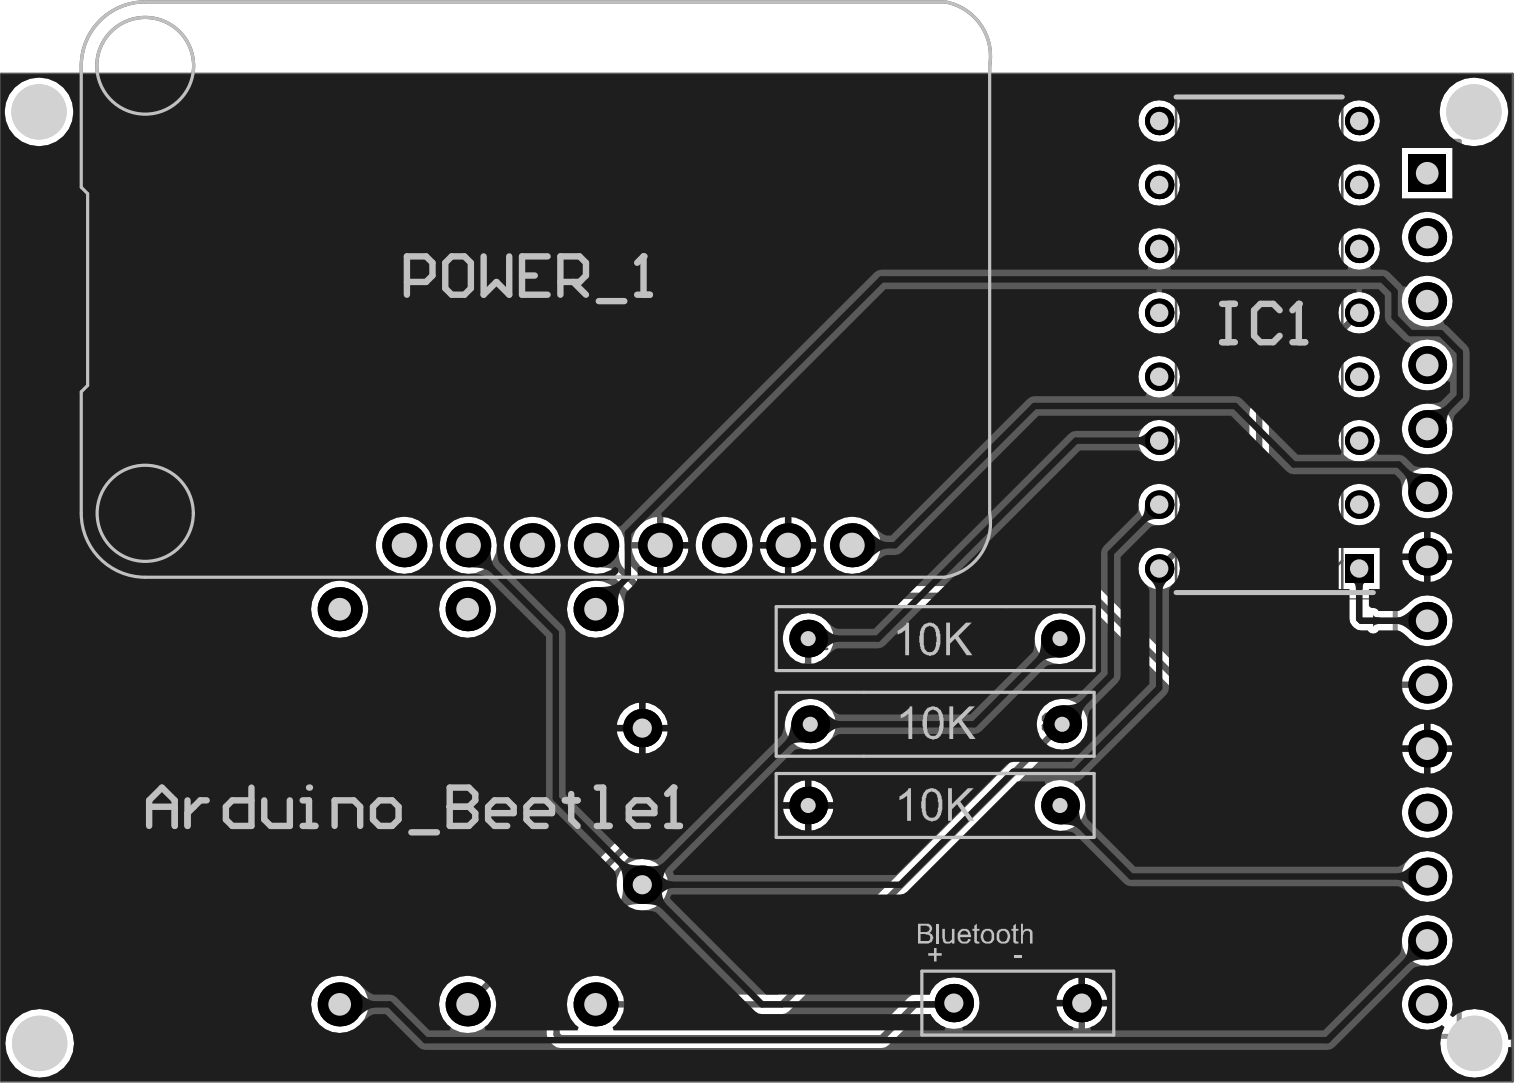 POWER_1
IC1
10K
10K
10K
Arduino_Beetle1
Bluetooth
+ -